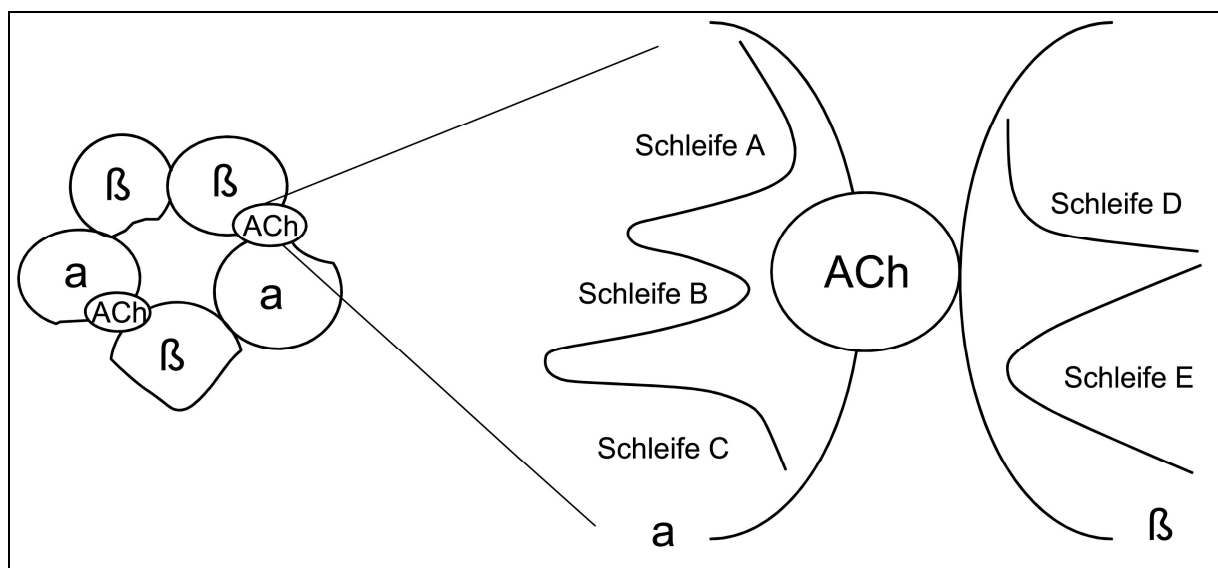 ß
ß
ACh
a
a
ACh
ß
Schleife A
Schleife B
Schleife C
a
ACh
Schleife D
Schleife E
ß